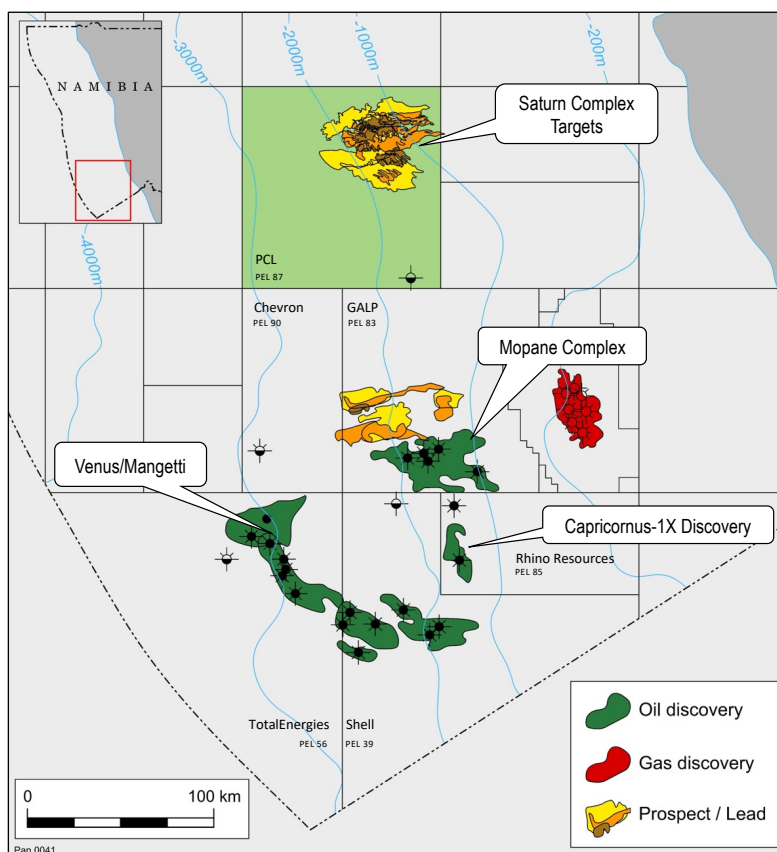 -3000m
-2000m
-1000m
-200m
NAMIBIA
Saturn Complex
Targets
-4000m
PCL
PEL 87
Chevron
PEL 90
GALP
PEL 83
Mopane Complex
Venus/Mangetti
Capricornus-1X Discovery
Rhino Resources
PEL 85
TotalEnergies
PEL 56
Shell
PEL 39
Oil discovery
Gas discovery
Prospect / Lead
0
100 km
Pan 0041